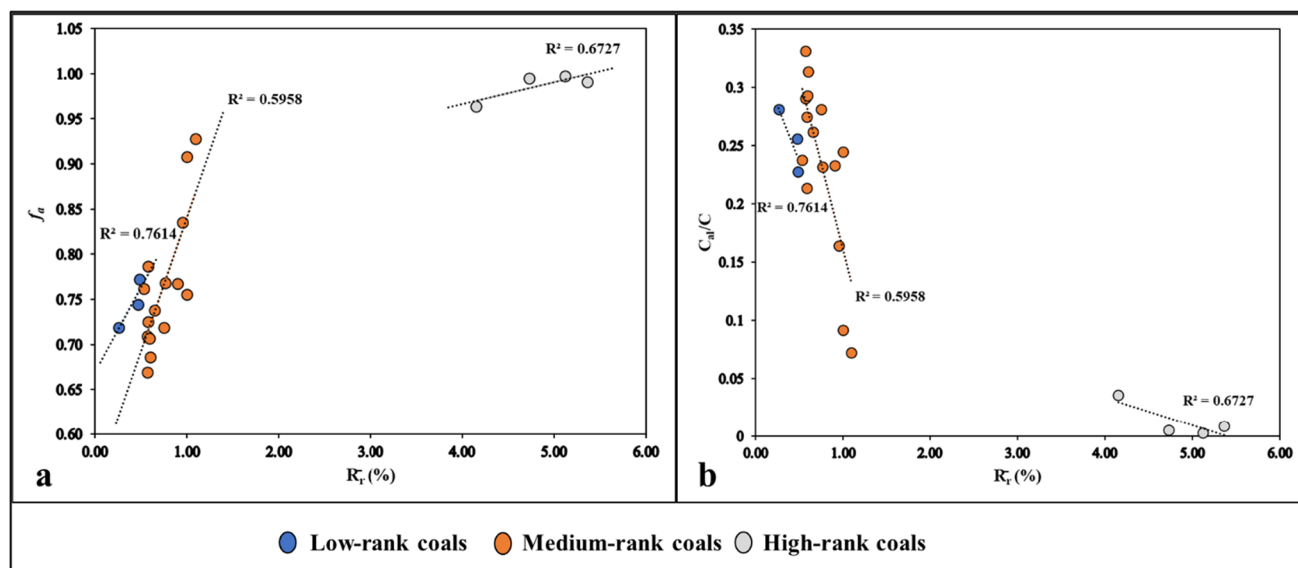 1.05
1.00
0.95
0.90
0.85
0.80
0.75
0.70
0.65
0.60
fₐ
R² = 0.6727
R² = 0.5958
R² = 0.7614
0.00 1.00 2.00 3.00 4.00 5.00 6.00
R̄ᵣ (%)
a
0.35
0.3
0.25
0.2
0.15
0.1
0.05
0
Cₐₗ/C
R² = 0.7614
R² = 0.5958
R² = 0.6727
0.00 1.00 2.00 3.00 4.00 5.00 6.00
R̄ᵣ (%)
b
Low-rank coals Medium-rank coals High-rank coals